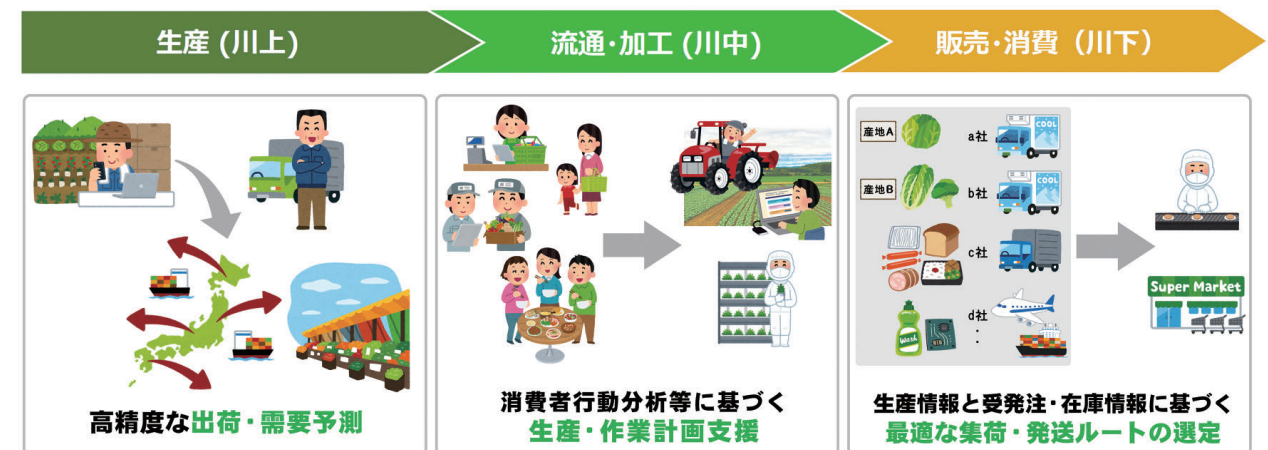 生産 (川上)
流通・加工 (川中)
販売・消費（川下）
高精度な出荷・需要予測
消費者行動分析等に基づく
生産・作業計画支援
産地A
a社
COOL
産地B
b社
COOL
c社
d社
Wash
Super Market
生産情報と受発注・在庫情報に基づく
最適な集荷・発送ルートの選定